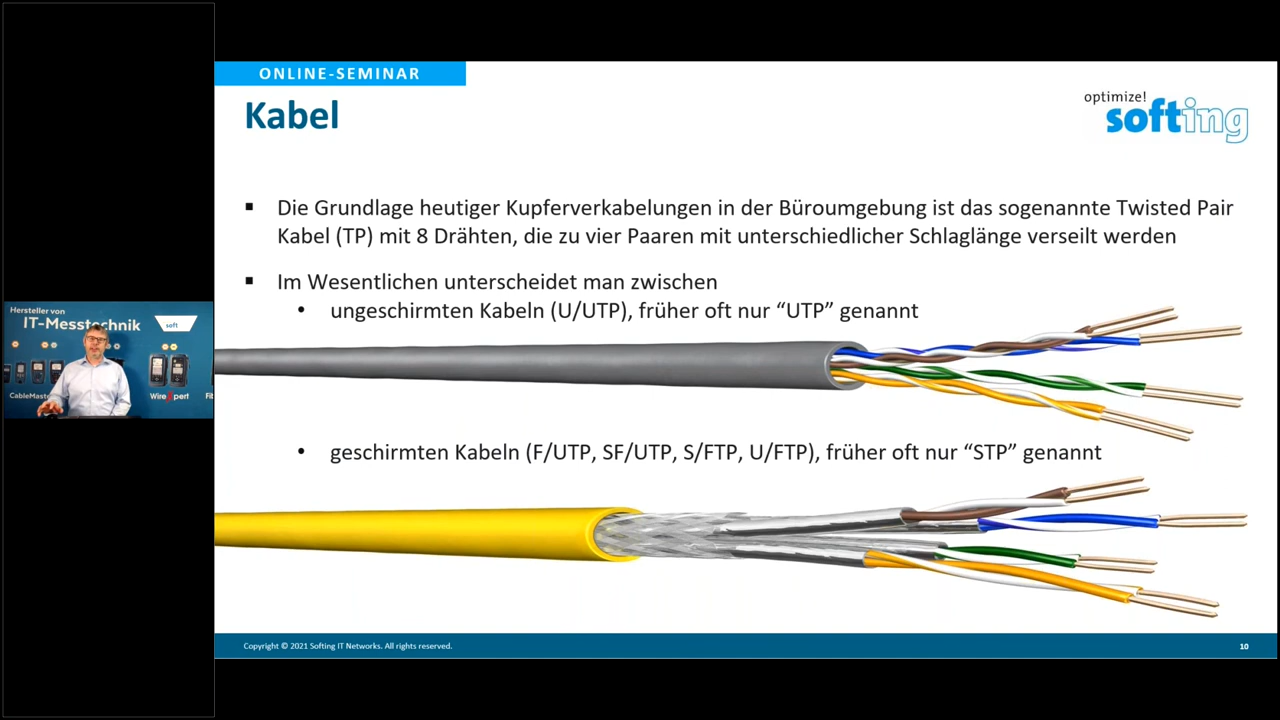 ONLINE-SEMINAR
Kabel
optimize!
softing
▪ Die Grundlage heutiger Kupferverkabelungen in der Büroumgebung ist das sogenannte Twisted Pair
Kabel (TP) mit 8 Drähten, die zu vier Paaren mit unterschiedlicher Schlaglänge verseilt werden
▪ Im Wesentlichen unterscheidet man zwischen
• ungeschirmten Kabeln (U/UTP), früher oft nur “UTP” genannt
Hersteller von
IT-Messtechnik
soft
CableMas
WireXpert
Fib
• geschirmten Kabeln (F/UTP, SF/UTP, S/FTP, U/FTP), früher oft nur “STP” genannt
Copyright © 2021 Softing IT Networks. All rights reserved.
10